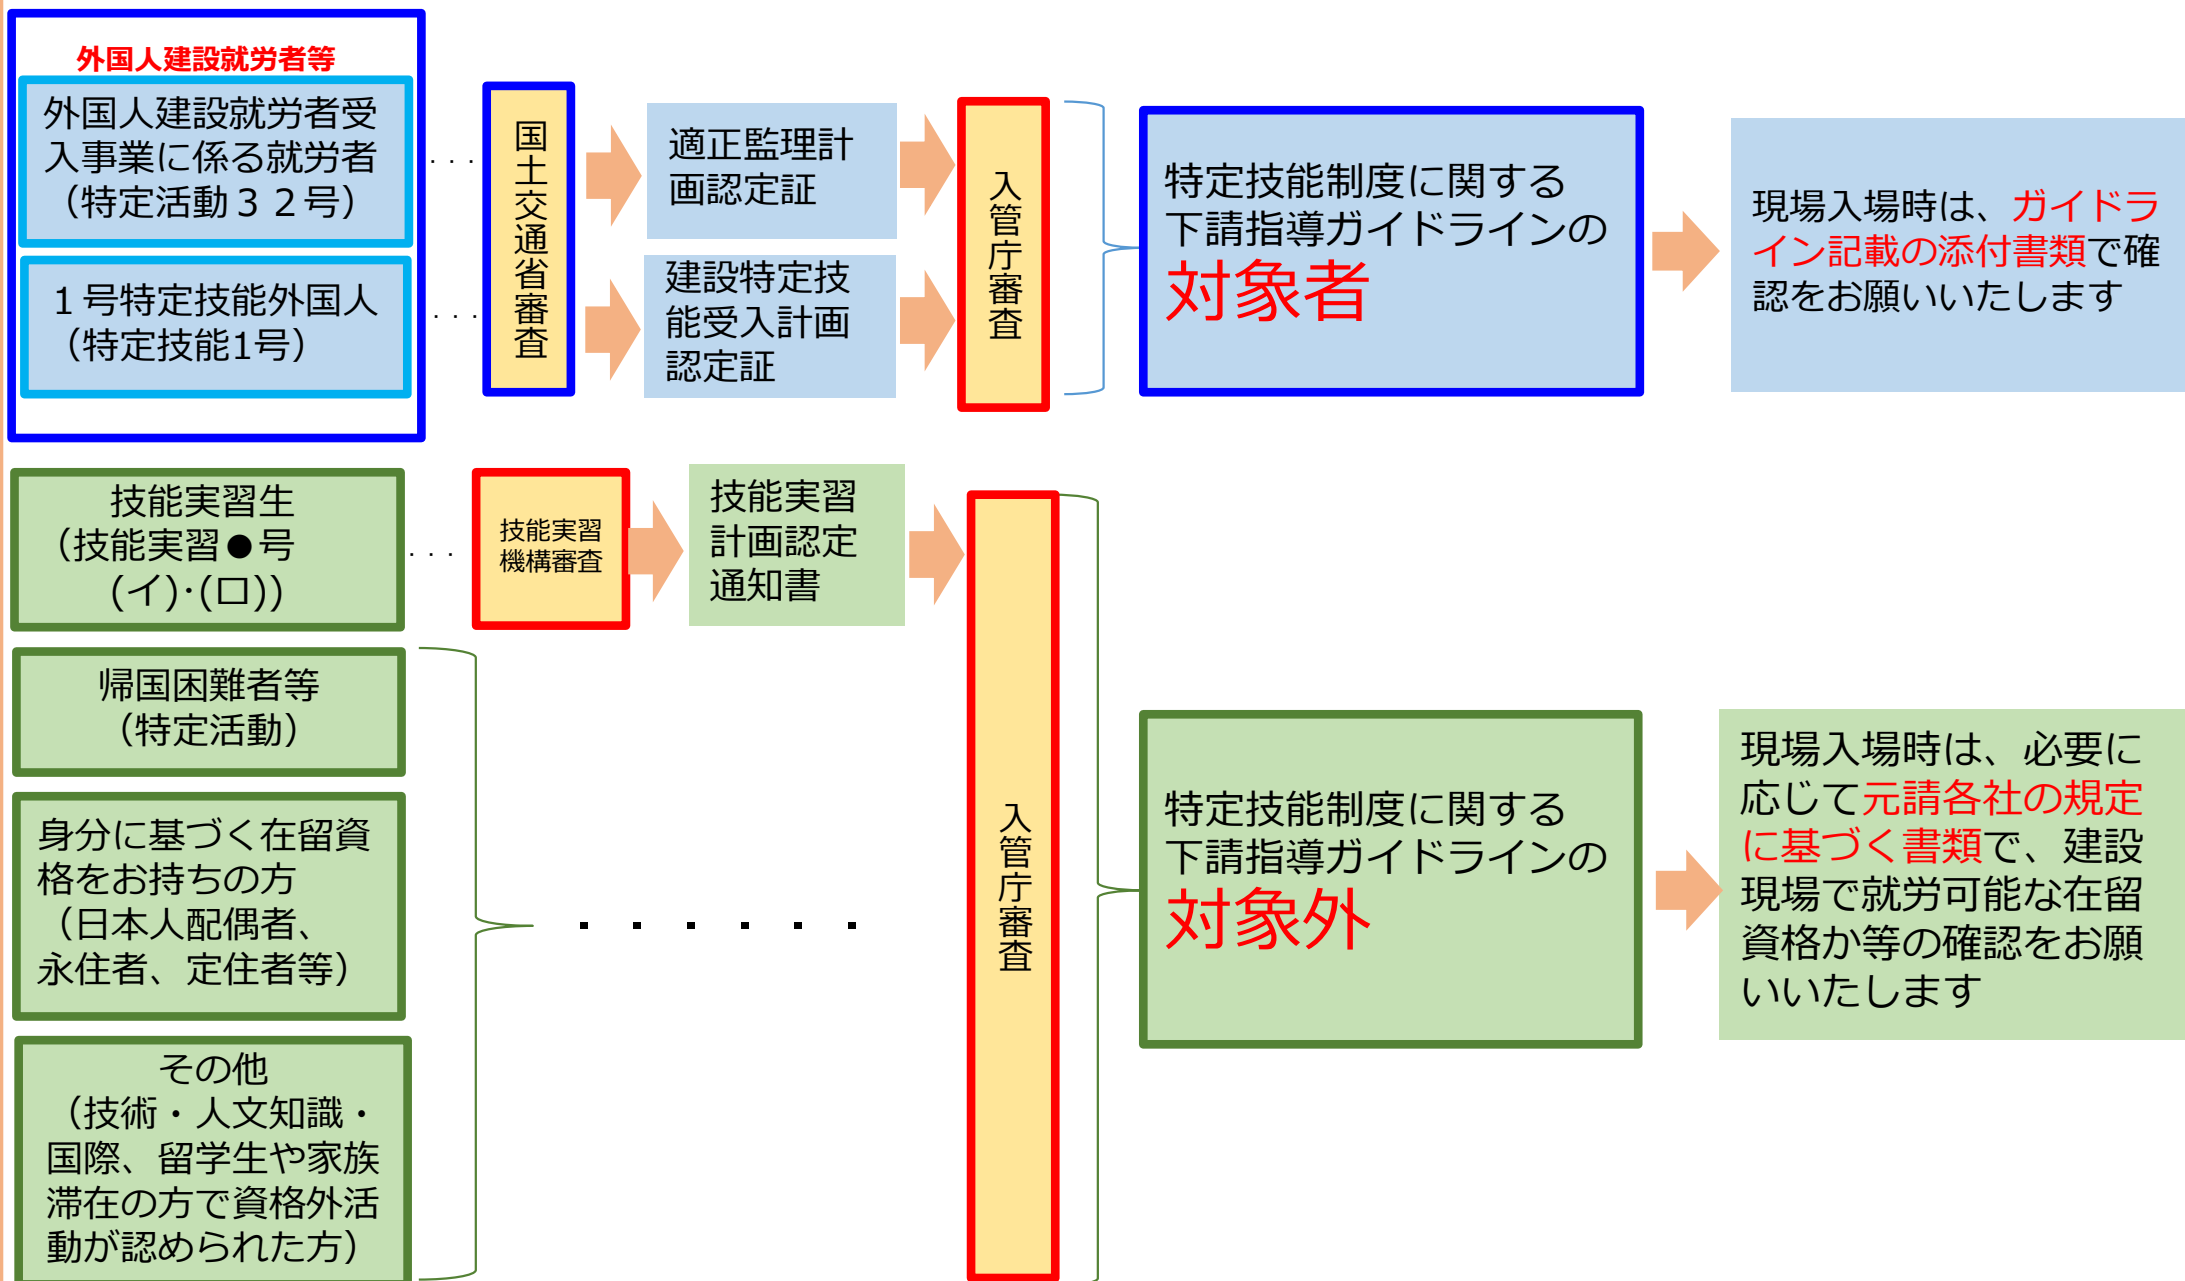 外国人建設就労者等
外国人建設就労者受
入事業に係る就労者
（特定活動３２号）
１号特定技能外国人
（特定技能1号）
・・・
・・・
国土交通省審査
適正監理計
画認定証
建設特定技
能受入計画
認定証
入管庁審査
特定技能制度に関する
下請指導ガイドラインの
対象者
現場入場時は、ガイドラ
イン記載の添付書類で確
認をお願いいたします
技能実習生
（技能実習●号
(イ)･(ロ))
・・・
技能実習
機構審査
技能実習
計画認定
通知書
帰国困難者等
（特定活動）
身分に基づく在留資
格をお持ちの方
（日本人配偶者、
永住者、定住者等）
その他
（技術・人文知識・
国際、留学生や家族
滞在の方で資格外活
動が認められた方）
・・・・・・
入管庁審査
特定技能制度に関する
下請指導ガイドラインの
対象外
現場入場時は、必要に
応じて元請各社の規定
に基づく書類で、建設
現場で就労可能な在留
資格か等の確認をお願
いいたします